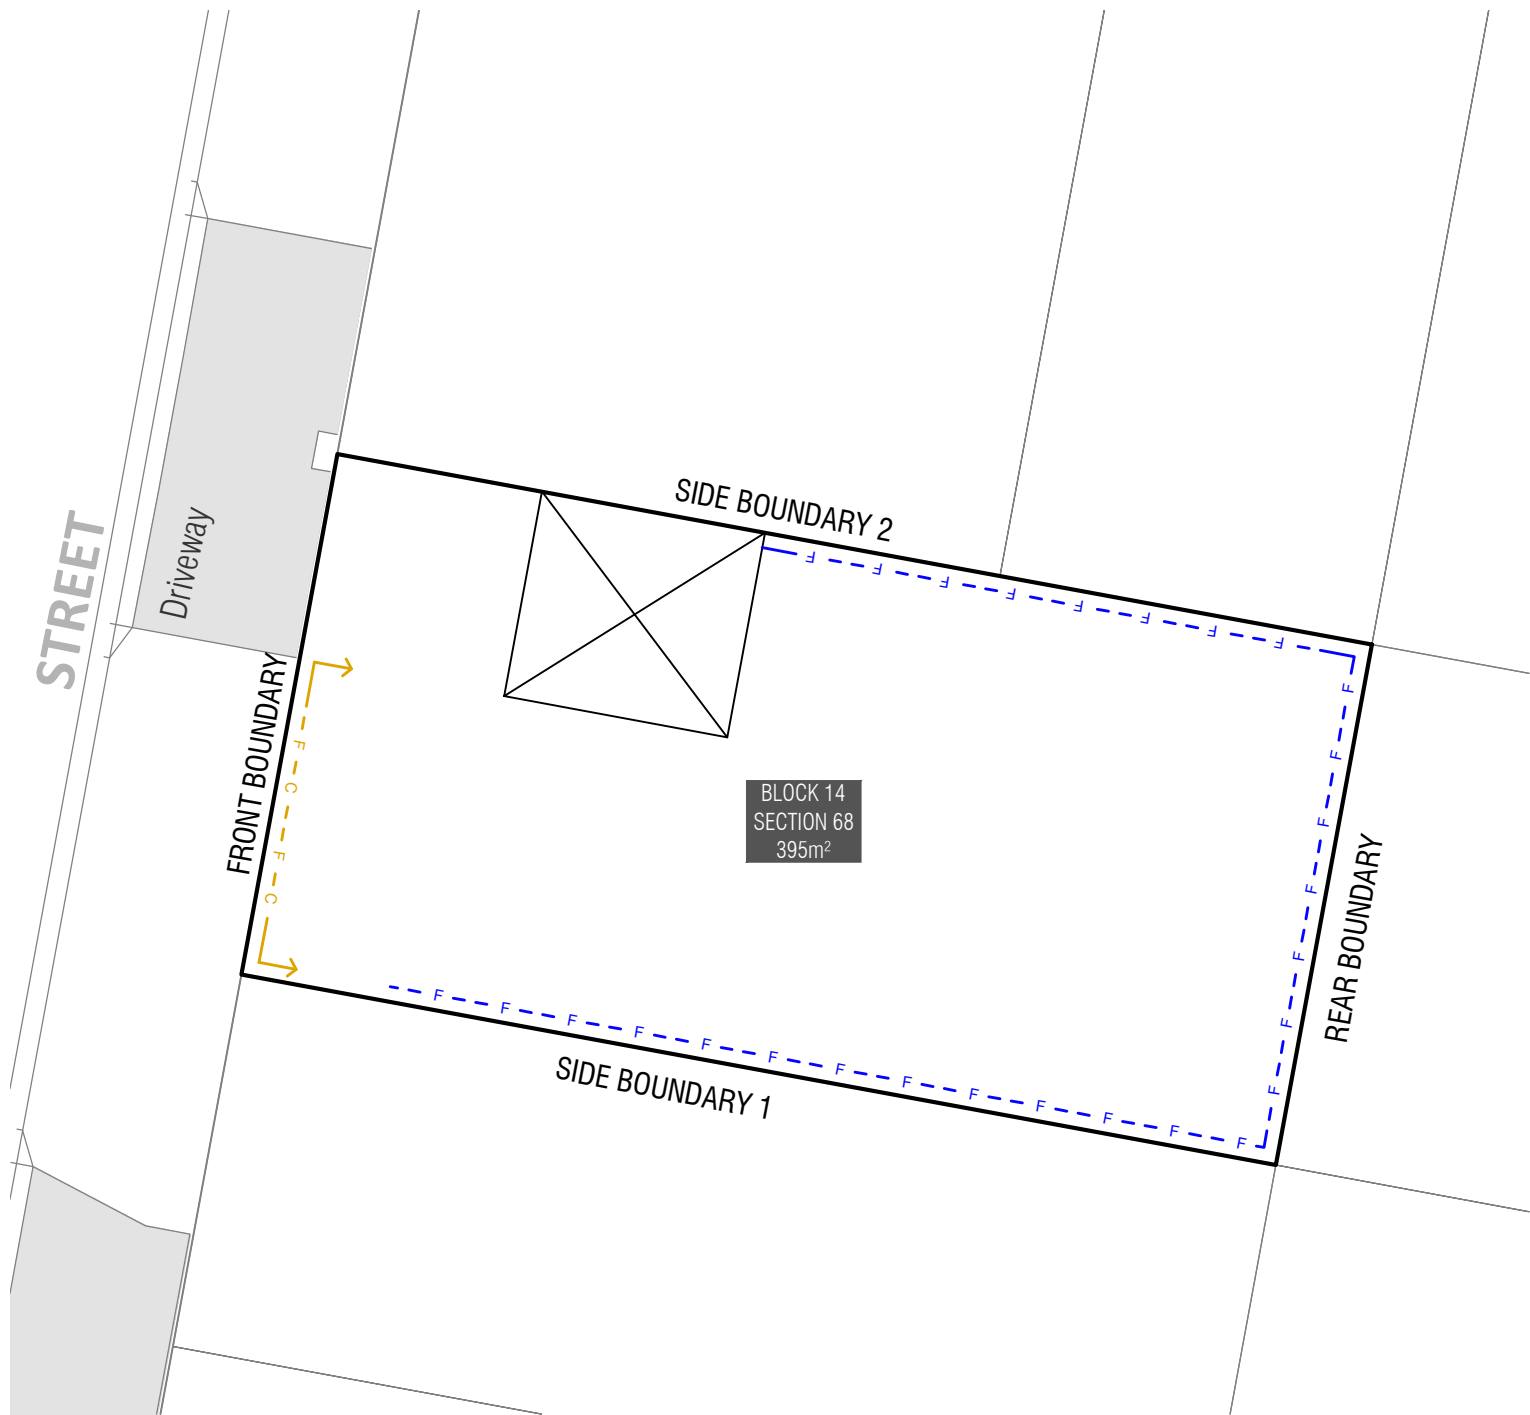 STREET
Driveway
SIDE BOUNDARY 2
F F F F F F F F
FRONT BOUNDARY
F C F C
BLOCK 14
SECTION 68
395m²
F F F F F F F
REAR BOUNDARY
F F F F F F F F F F F F F
SIDE BOUNDARY 1